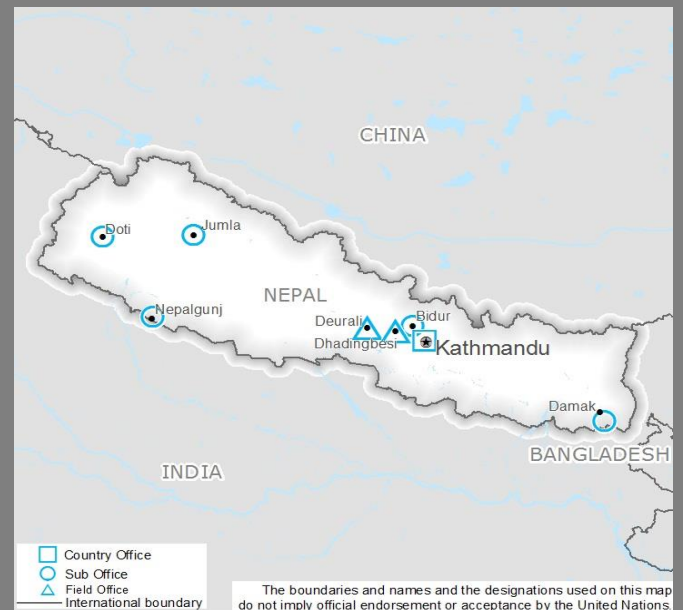 CHINA
Doti
Jumla
NEPAL
Nepalgunj
Deurali
Bidur
Dhadingbesi
Kathmandu
Damak
BANGLADESH
INDIA
Country Office
Sub Office
Field Office
International boundary
The boundaries and names and the designations used on this map
do not imply official endorsement or acceptance by the United Nations.